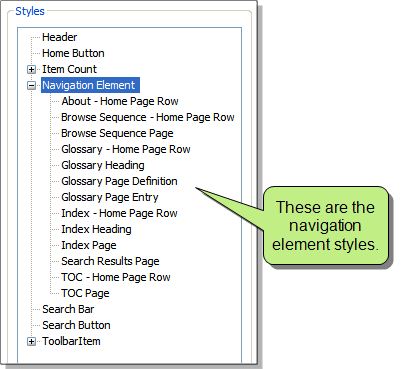 Styles
Header
Home Button
Item Count
Navigation Element
About - Home Page Row
Browse Sequence - Home Page Row
Browse Sequence Page
Glossary - Home Page Row
Glossary Heading
Glossary Page Definition
Glossary Page Entry
Index - Home Page Row
Index Heading
Index Page
Search Results Page
TOC - Home Page Row
TOC Page
Search Bar
Search Button
ToolbarItem
These are the
navigation
element styles.